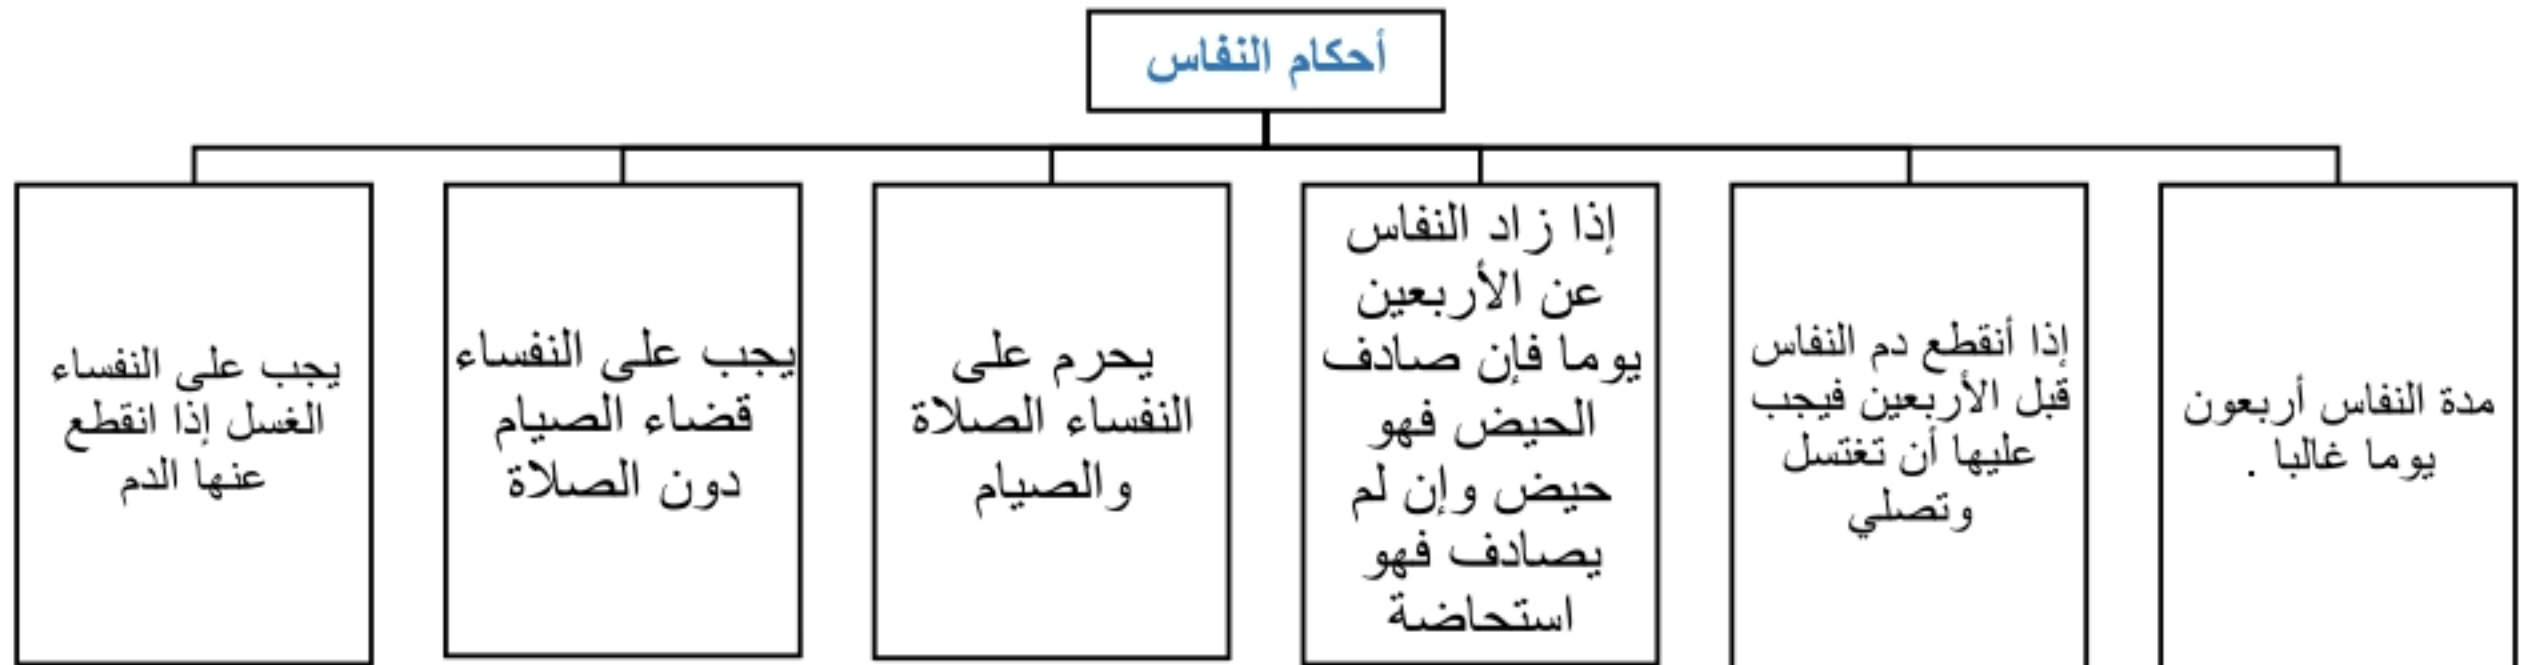 أحكام النفاس
مدة النفاس أربعون
يوما غالبا .
إذا أنقطع دم النفاس
قبل الأربعين فيجب
عليها أن تغتسل
وتصلي
إذا زاد النفاس
عن الأربعين
يوما فإن صادف
الحيض فهو
حيض وإن لم
يصادف فهو
استحاضة
يحرم على
النفساء الصلاة
والصيام
يجب على النفساء
قضاء الصيام
دون الصلاة
يجب على النفساء
الغسل إذا انقطع
عنها الدم